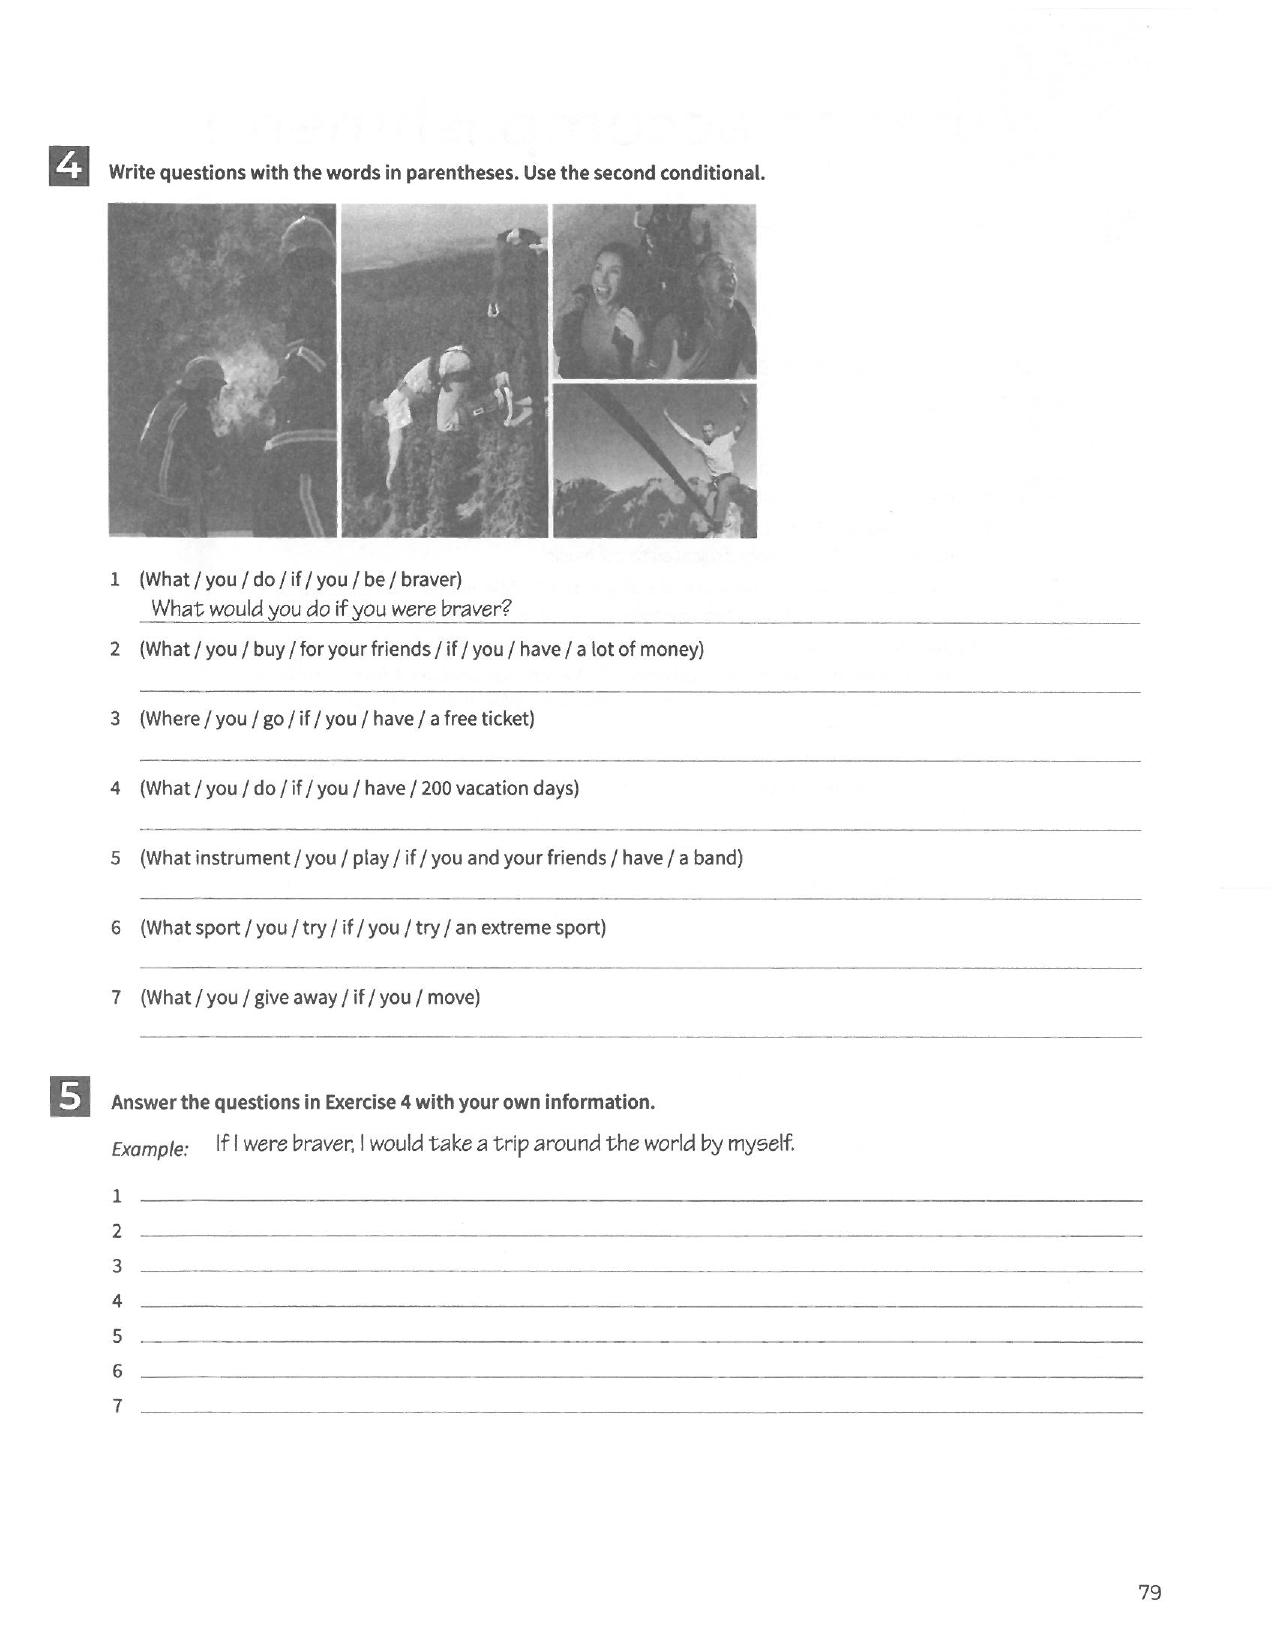 4 Write questions with the words in parentheses. Use the second conditional.
1 (What / you / do / if / you / be / braver)
What would you do if you were braver?
2 (What / you / buy / for your friends / if / you / have / a lot of money)
3 (Where / you / go / if / you / have / a free ticket)
4 (What / you / do / if / you / have / 200 vacation days)
5 (What instrument / you / play / if / you and your friends / have / a band)
6 (What sport / you / try / if / you / try / an extreme sport)
7 (What / you / give away / if / you / move)
5 Answer the questions in Exercise 4 with your own information.
Example: If I were braver, I would take a trip around the world by myself.
1
2
3
4
5
6
7
79